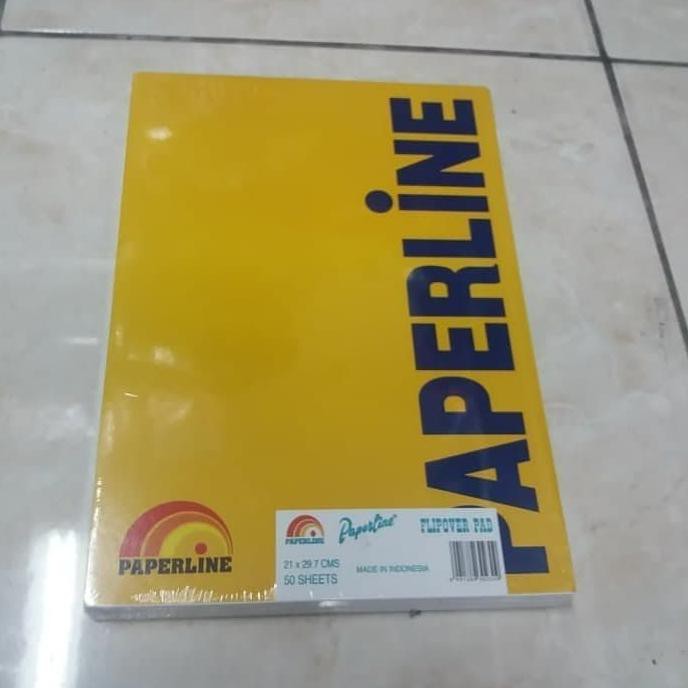 PAPERLINE
PAPERLINE
PAPERLINE
Paperline
FLIPOVER PAD
21 x 29.7 CMS
50 SHEETS
MADE IN INDONESIA